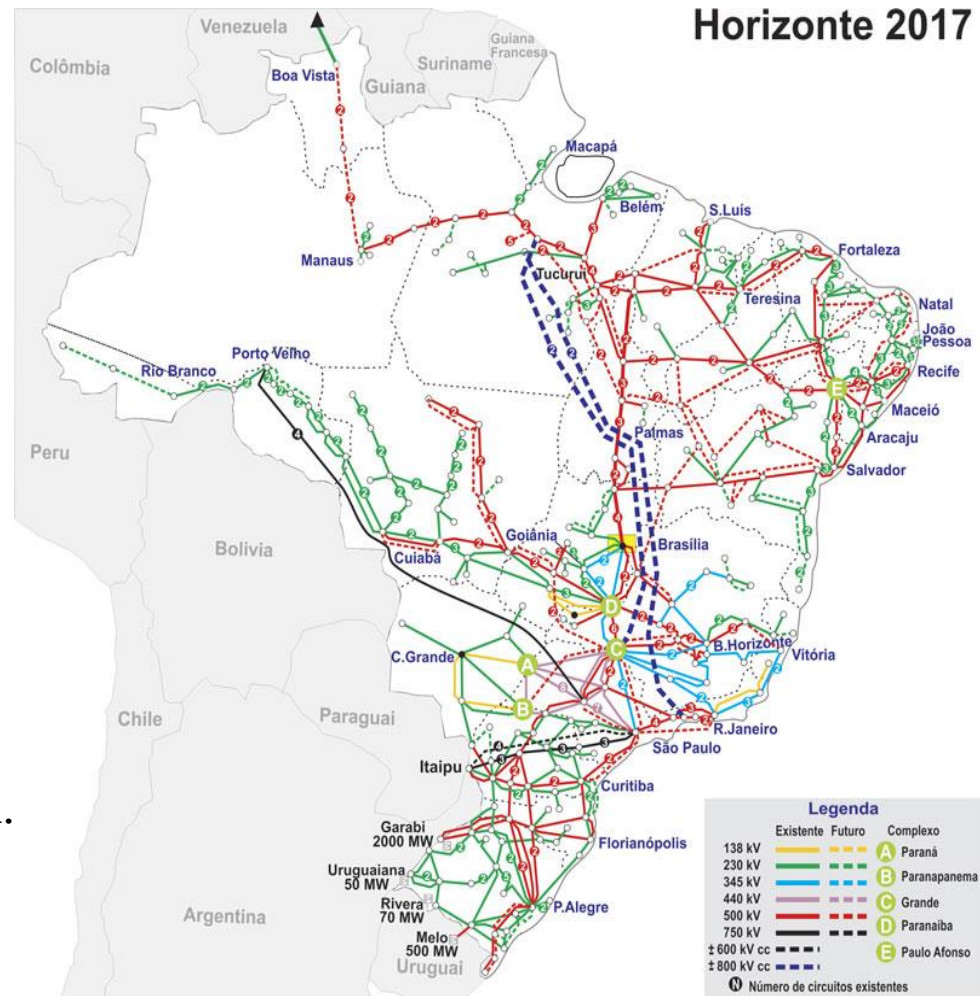 Horizonte 2017
Venezuela
Guiana
Francesa
Suriname
Colômbia
Boa Vista
Guiana
Macapá
Belém
S.Luís
Fortaleza
Manaus
Tucuruí
Teresina
Natal
João
Pessoa
Porto Velho
Rio Branco
Recife
E
Maceió
Palmas
Aracaju
Peru
Salvador
Goiânia
Brasília
Cuiabá
Bolivia
D
C
B.Horizonte
Vitória
C.Grande
A
B
Chile
Paraguai
R.Janeiro
São Paulo
Itaipu
Curitiba
Garabi
2000 MW
Florianópolis
Uruguaiana
50 MW
Rivera
70 MW
P.Alegre
Melo
500 MW
Argentina
Uruguai
Legenda
Existente Futuro Complexo
138 kV A Paraná
230 kV B Paranapanema
345 kV
440 kV C Grande
500 kV D Paranaíba
750 kV
±600 kV cc E Paulo Afonso
±800 kV cc
N Número de circuitos existentes